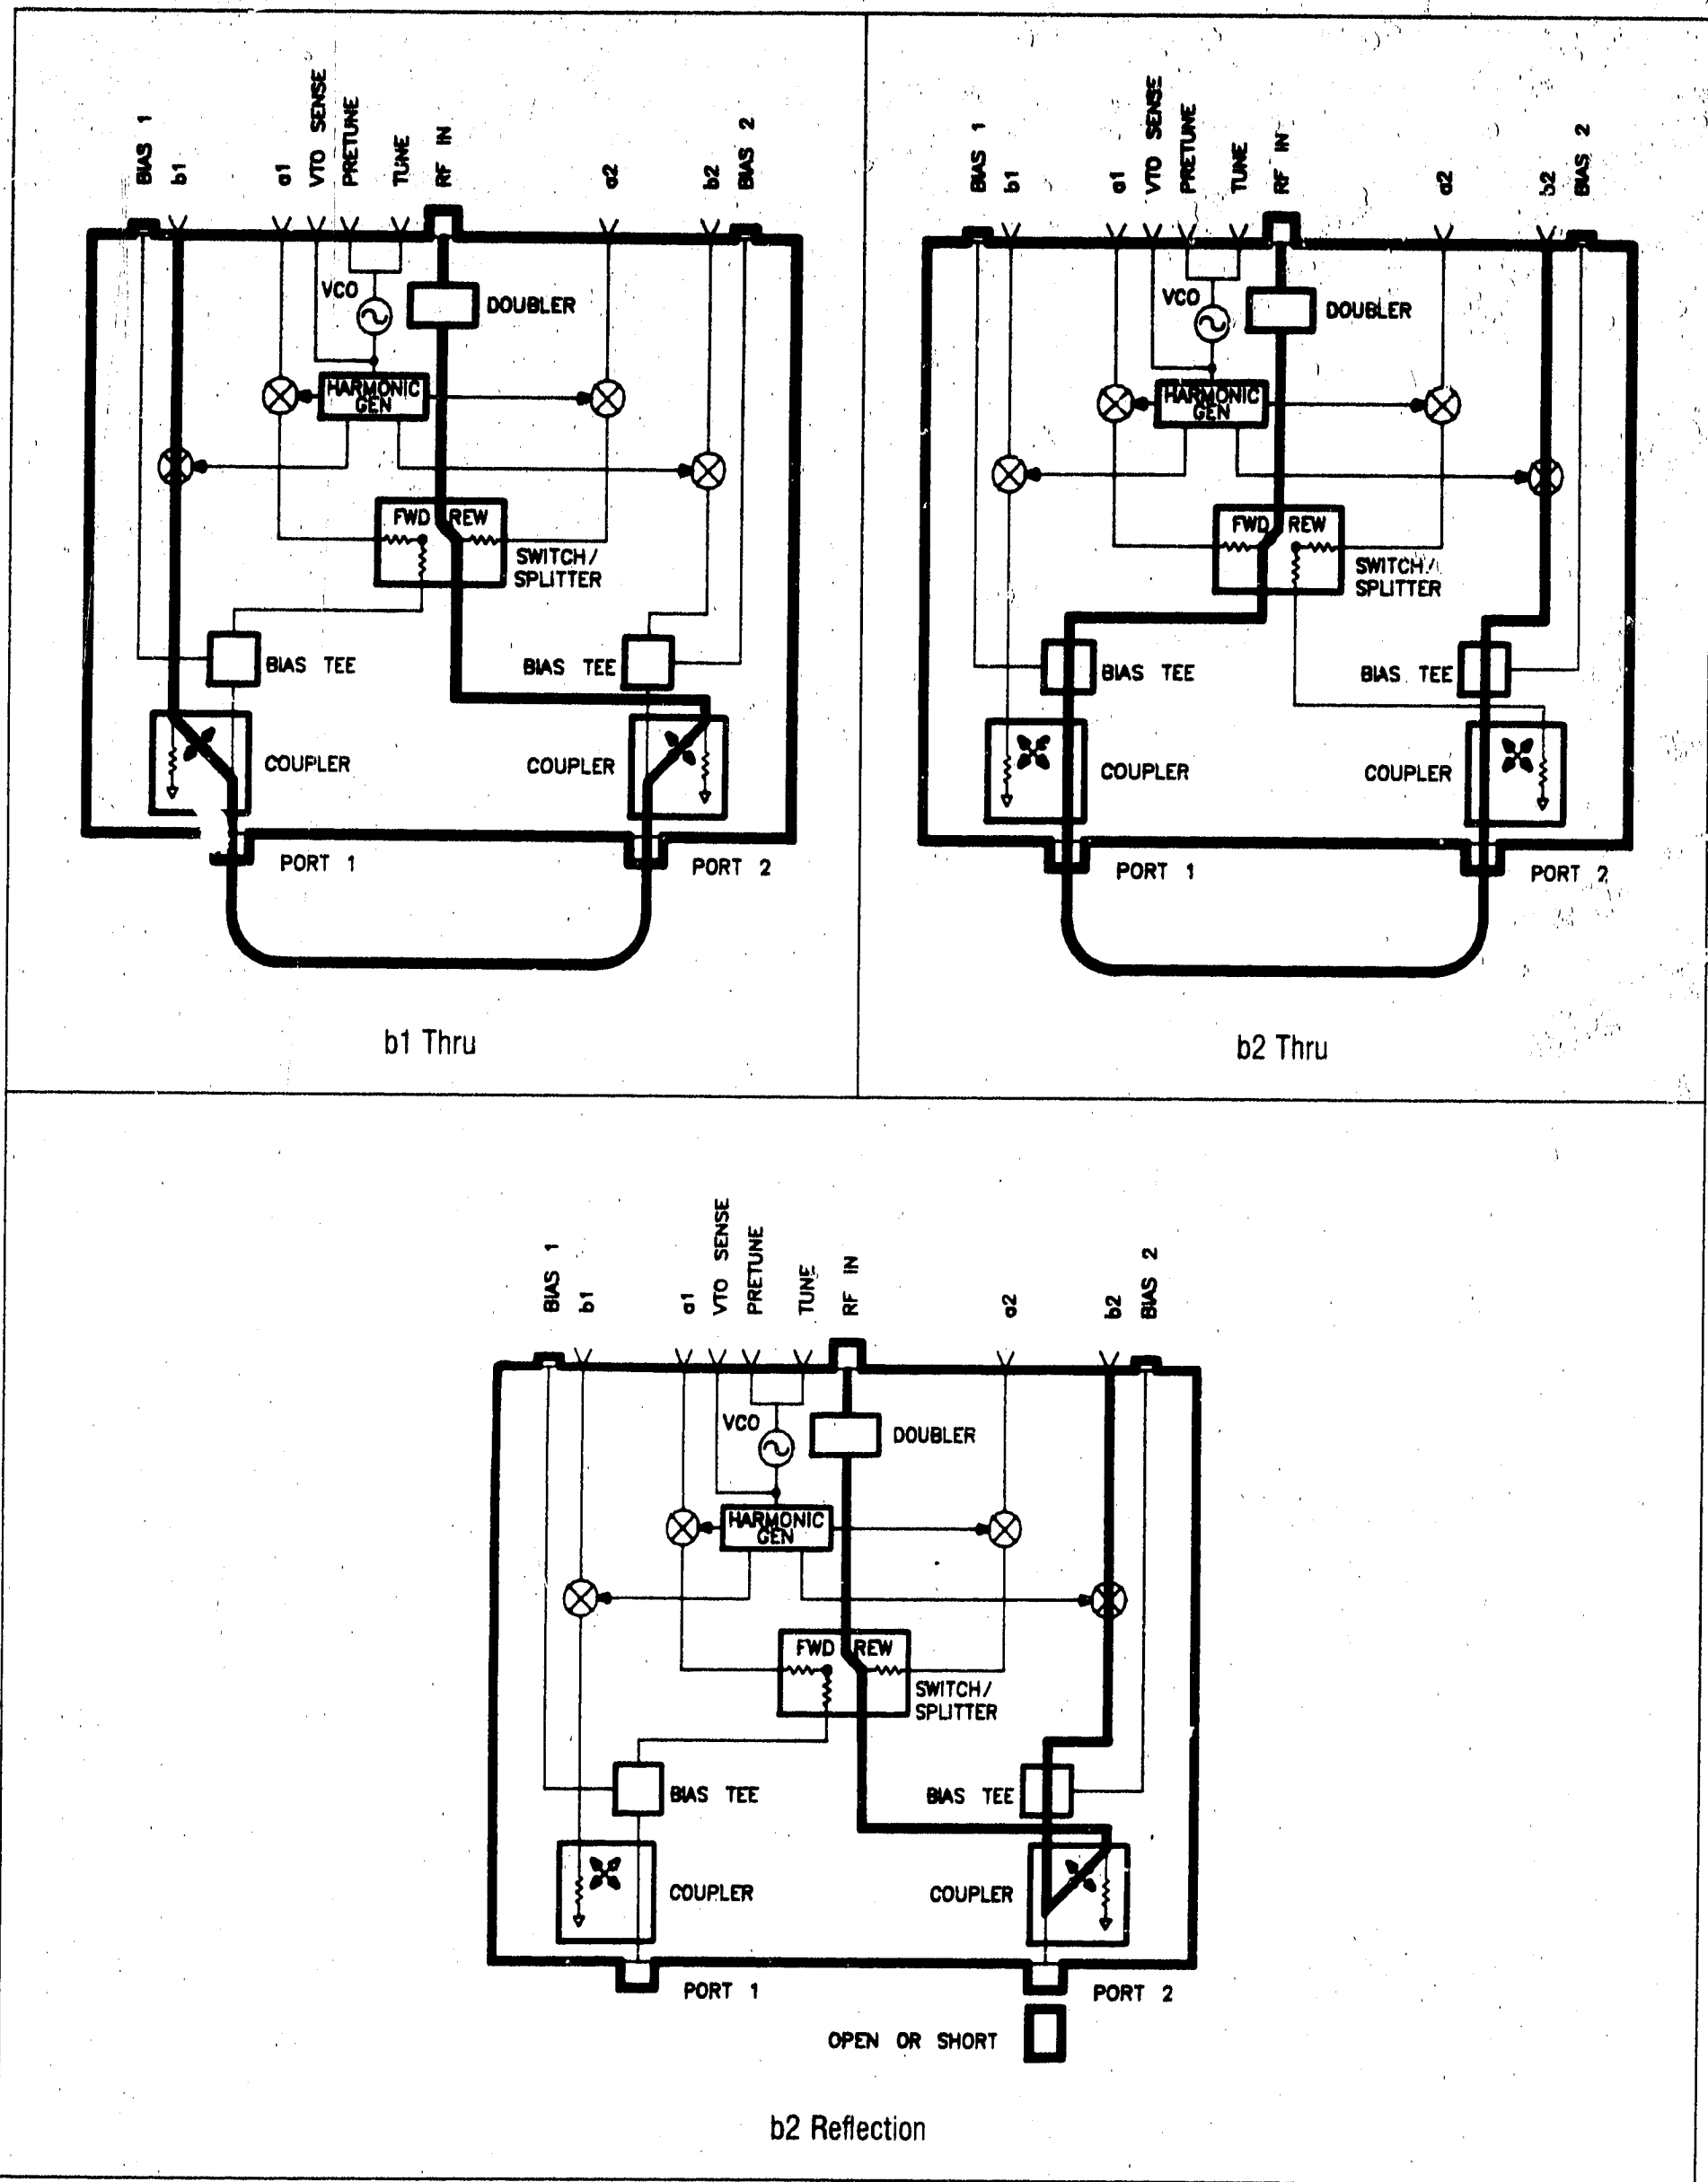 BIAS 1
b1
a1
VTO SENSE
PRETUNE
TUNE
RF IN
a2
b2
BIAS 2
VCO
DOUBLER
HARMONIC
GEN
FWD REW
SWITCH/
SPLITTER
BIAS TEE
BIAS TEE
COUPLER
COUPLER
PORT 1
PORT 2
b1 Thru
BIAS 1
b1
a1
VTO SENSE
PRETUNE
TUNE
RF IN
a2
b2
BIAS 2
VCO
DOUBLER
HARMONIC
GEN
FWD REW
SWITCH/
SPLITTER
BIAS TEE
BIAS TEE
COUPLER
COUPLER
PORT 1
PORT 2
b2 Thru
BIAS 1
b1
a1
VTO SENSE
PRETUNE
TUNE
RF IN
a2
b2
BIAS 2
VCO
DOUBLER
HARMONIC
GEN
FWD REW
SWITCH/
SPLITTER
BIAS TEE
BIAS TEE
COUPLER
COUPLER
PORT 1
PORT 2
OPEN OR SHORT
b2 Reflection